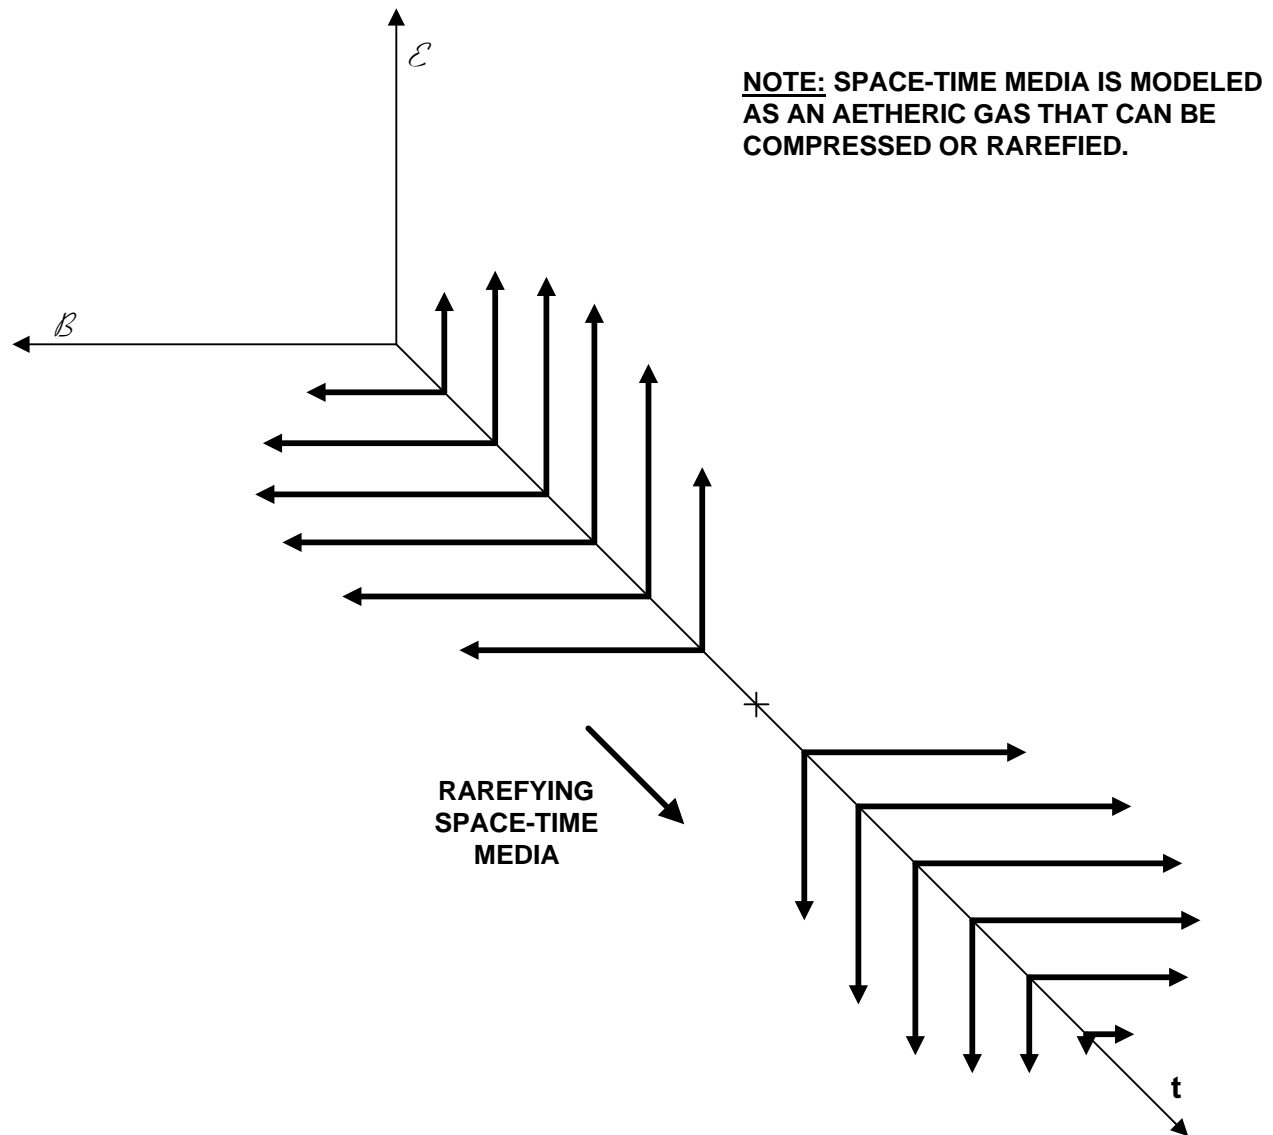 ℰ
NOTE: SPACE-TIME MEDIA IS MODELED
AS AN AETHERIC GAS THAT CAN BE
COMPRESSED OR RAREFIED.
ℬ
RAREFYING
SPACE-TIME
MEDIA
t